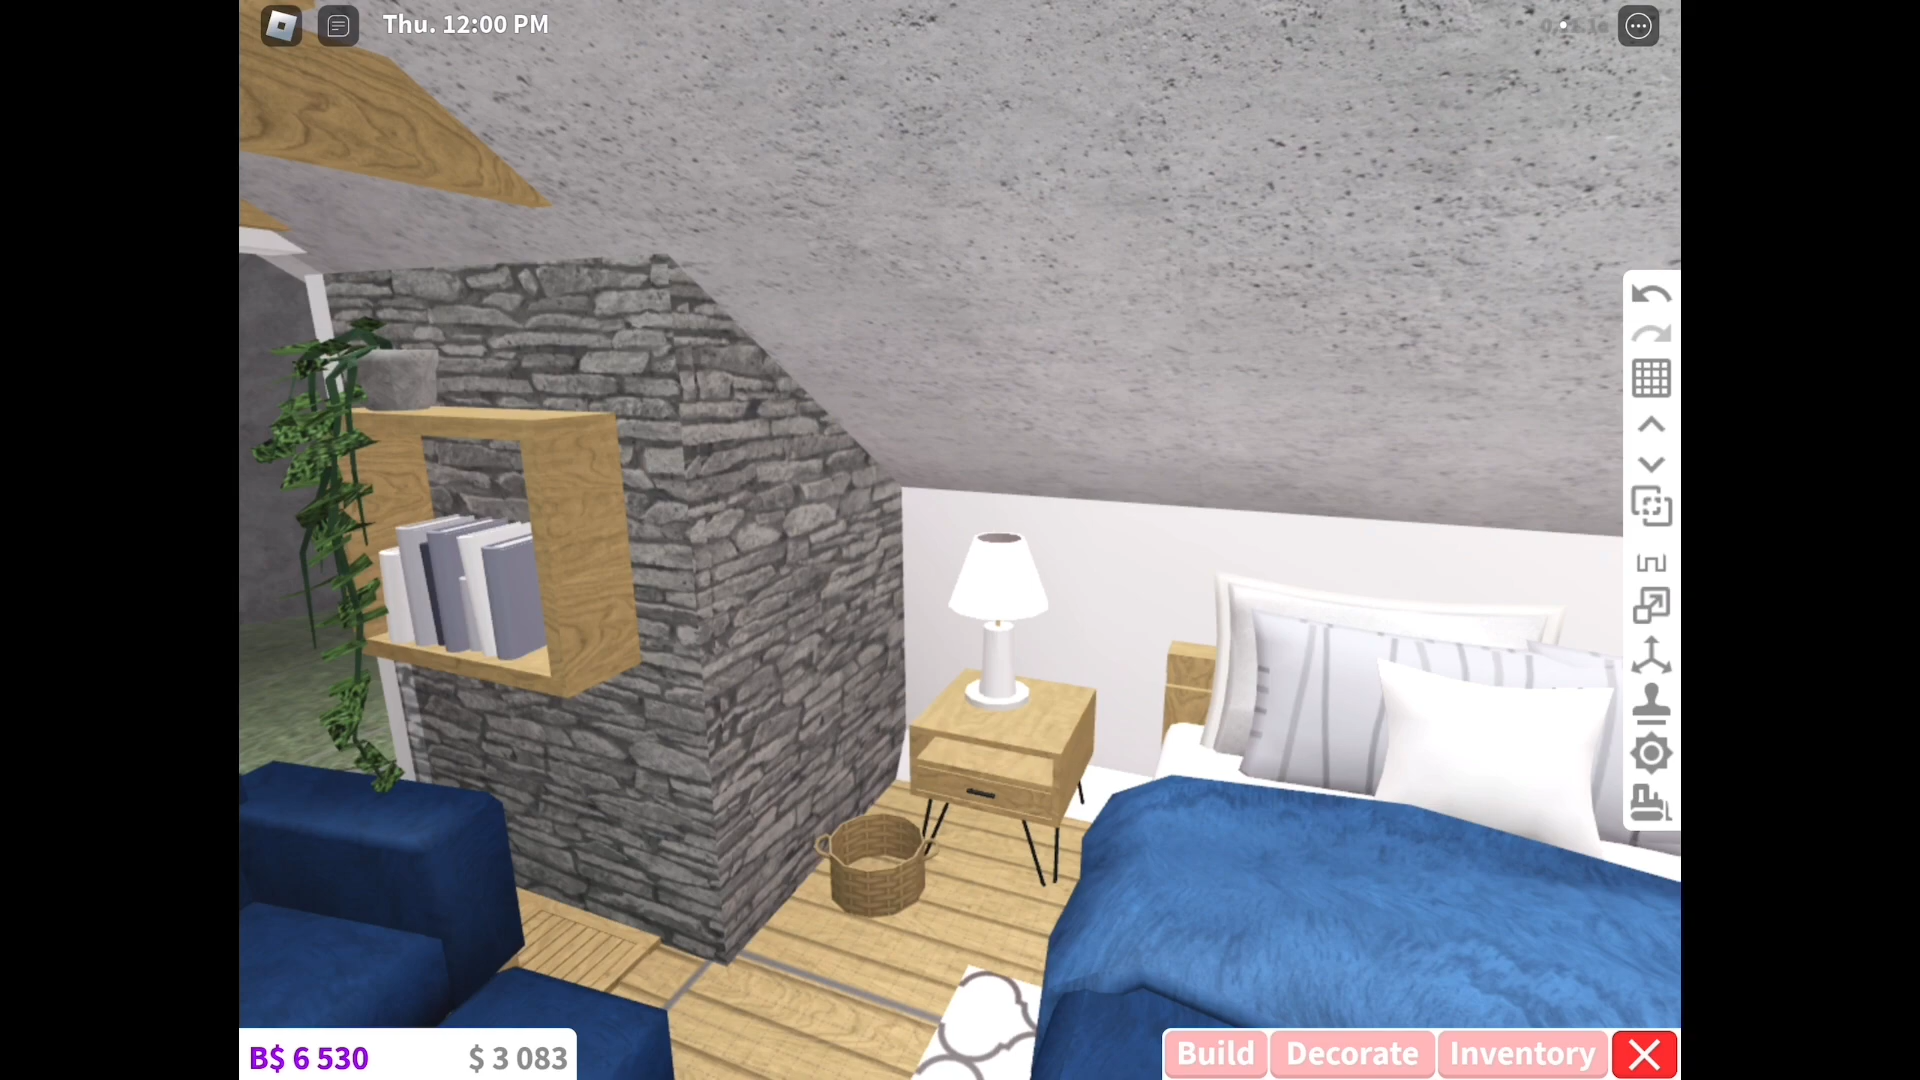 Thu. 12:00 PM
B$ 6 530
$ 3 083
Build
Decorate
Inventory